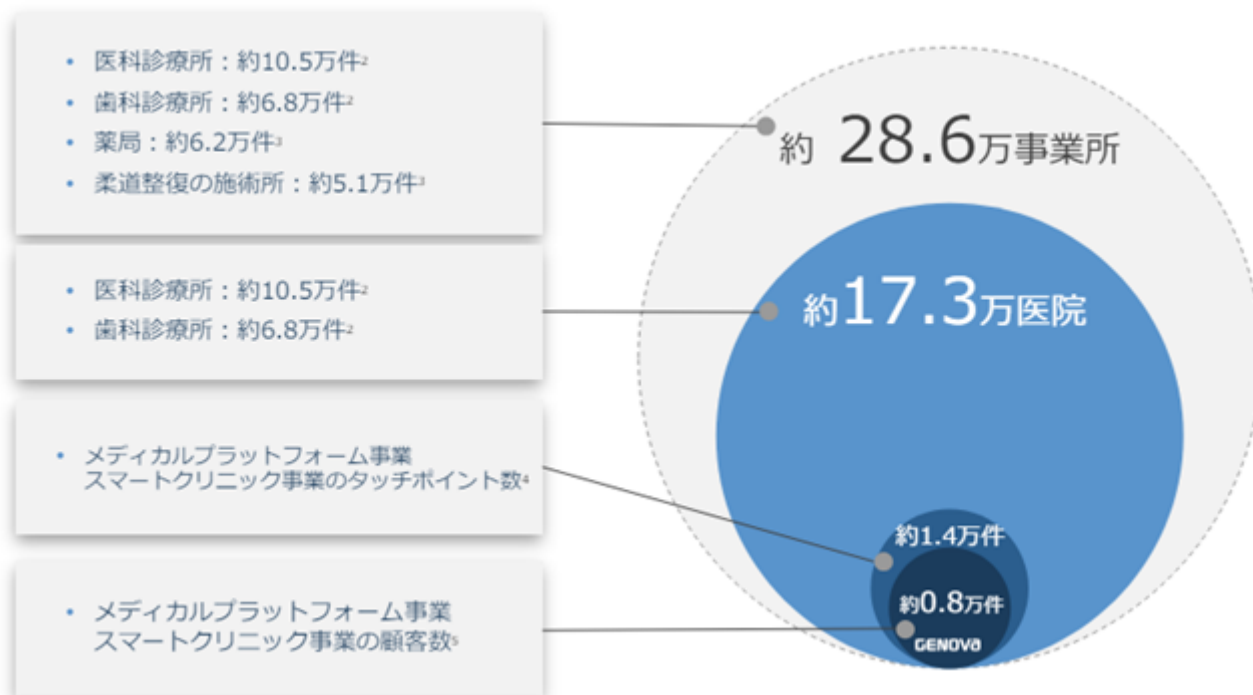 • 医科診療所：約10.5万件²
• 歯科診療所：約6.8万件²
• 薬局：約6.2万件³
• 柔道整復の施術所：約5.1万件³
約 28.6万事業所
• 医科診療所：約10.5万件²
• 歯科診療所：約6.8万件²
約17.3万医院
• メディカルプラットフォーム事業
スマートクリニック事業のタッチポイント数⁴
約1.4万件
• メディカルプラットフォーム事業
スマートクリニック事業の顧客数⁵
約0.8万件
GENOVA